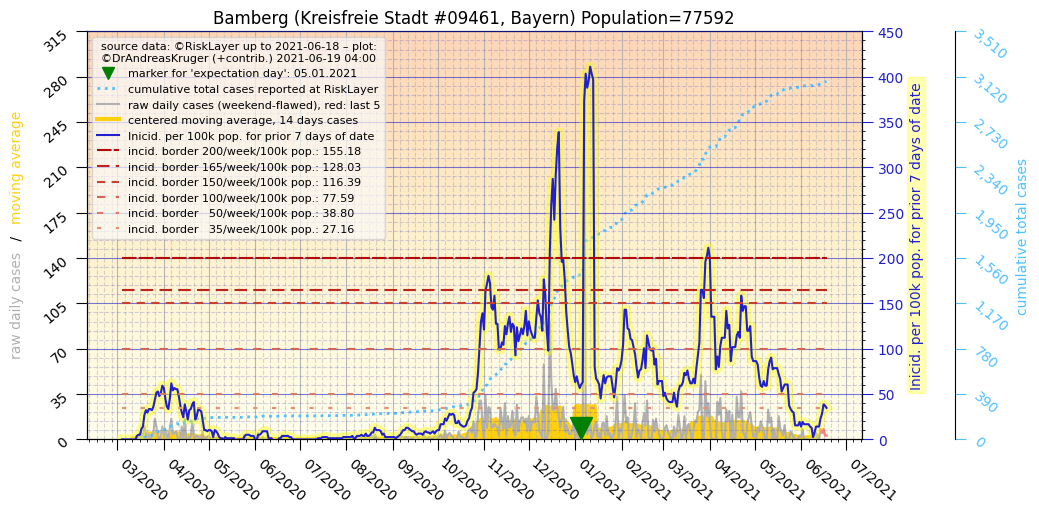 Bamberg (Kreisfreie Stadt #09461, Bayern) Population=77592
source data: ©RiskLayer up to 2021-06-18 – plot:
©DrAndreasKruger (+contrib.) 2021-06-19 04:00
marker for 'expectation day': 05.01.2021
cumulative total cases reported at RiskLayer
raw daily cases (weekend-flawed), red: last 5
centered moving average, 14 days cases
Inicid. per 100k pop. for prior 7 days of date
incid. border 200/week/100k pop.: 155.18
incid. border 165/week/100k pop.: 128.03
incid. border 150/week/100k pop.: 116.39
incid. border 100/week/100k pop.: 77.59
incid. border   50/week/100k pop.: 38.80
incid. border   35/week/100k pop.: 27.16
raw daily cases / moving average
315
280
245
210
175
140
105
70
35
0
450
400
350
300
250
200
150
100
50
0
Inicid. per 100k pop. for prior 7 days of date
3,510
3,120
2,730
2,340
1,950
1,560
1,170
780
390
0
cumulative total cases
03/2020
04/2020
05/2020
06/2020
07/2020
08/2020
09/2020
10/2020
11/2020
12/2020
01/2021
02/2021
03/2021
04/2021
05/2021
06/2021
07/2021